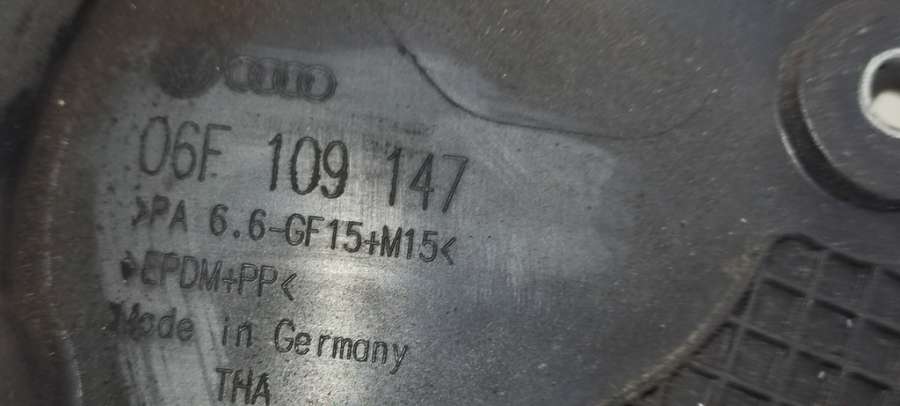 06F 109 147
>PA 6.6-GF15+M15<
>EPDM+PP<
Made in Germany
THA